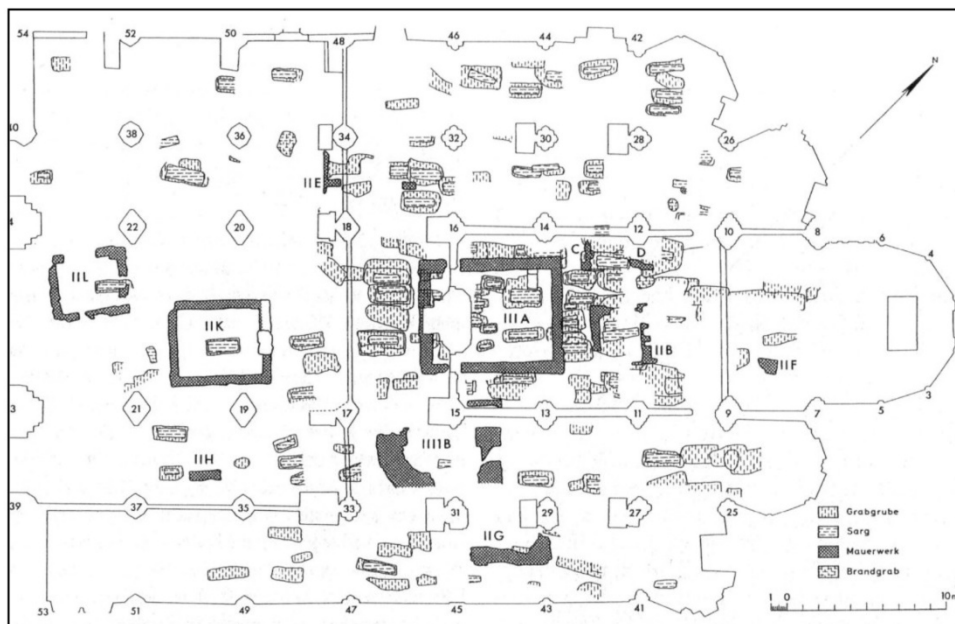 54 52 50 48 46 44 42
N
40 38 36 34 32 30 28 26
IIE
4 22 20 18 16 14 12 10 8 6
C D 4
IIL
IIK IIIA
IIB IIF
3 21 19 17 15 13 11 9 7 5 3
IIH IIIIB
39 37 35 33 31 29 27 25
IIG
Grabgrube
Sarg
Mauerwerk
Brandgrab
53 51 49 47 45 43 41
1 0 10m